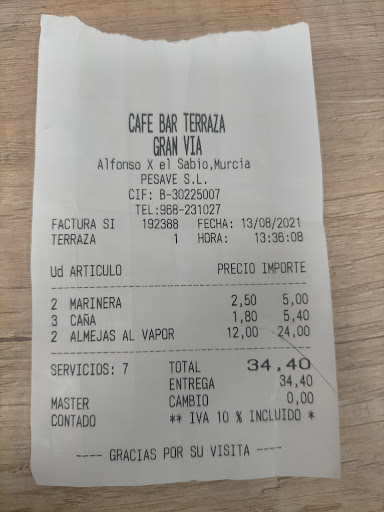 CAFE BAR TERRAZA
GRAN VIA
Alfonso X el Sabio,Murcia
PESAVE S.L.
CIF: B-30225007
TEL:968-231027
FACTURA SI 192388 FECHA: 13/08/2021
TERRAZA 1 HORA: 13:36:08
Ud ARTICULO PRECIO IMPORTE
2 MARINERA 2,50 5,00
3 CAÑA 1,80 5,40
2 ALMEJAS AL VAPOR 12,00 24,00
SERVICIOS: 7 TOTAL 34,40
ENTREGA 34,40
MASTER CAMBIO 0,00
CONTADO ** IVA 10 % INCLUIDO *
---- GRACIAS POR SU VISITA ----